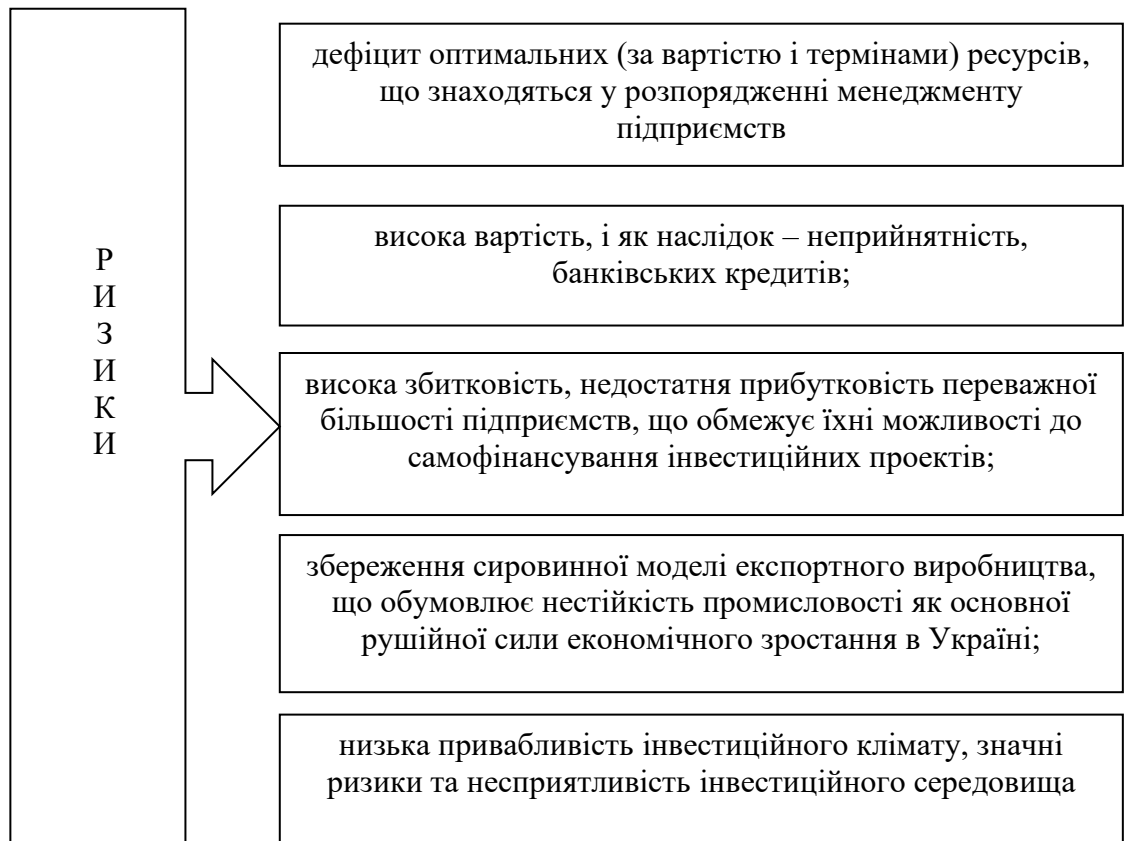 Р
И
З
И
К
И
дефіцит оптимальних (за вартістю і термінами) ресурсів,
що знаходяться у розпорядженні менеджменту
підприємств
висока вартість, і як наслідок – неприйнятність,
банківських кредитів;
висока збитковість, недостатня прибутковість переважної
більшості підприємств, що обмежує їхні можливості до
самофінансування інвестиційних проектів;
збереження сировинної моделі експортного виробництва,
що обумовлює нестійкість промисловості як основної
рушійної сили економічного зростання в Україні;
низька привабливість інвестиційного клімату, значні
ризики та несприятливість інвестиційного середовища